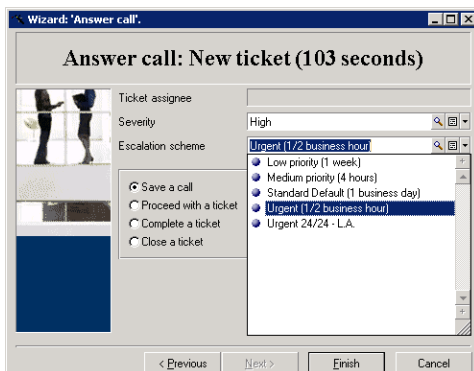 Wizard: 'Answer call'.
Answer call: New ticket (103 seconds)
Ticket assignee
Severity
High
Escalation scheme
Urgent (1/2 business hour
Low priority (1 week)
Medium priority (4 hours)
Standard Default (1 business day)
Urgent (1/2 business hour)
Urgent 24/24 - L.A.
Save a call
Proceed with a ticket
Complete a ticket
Close a ticket
< Previous
Next >
Finish
Cancel